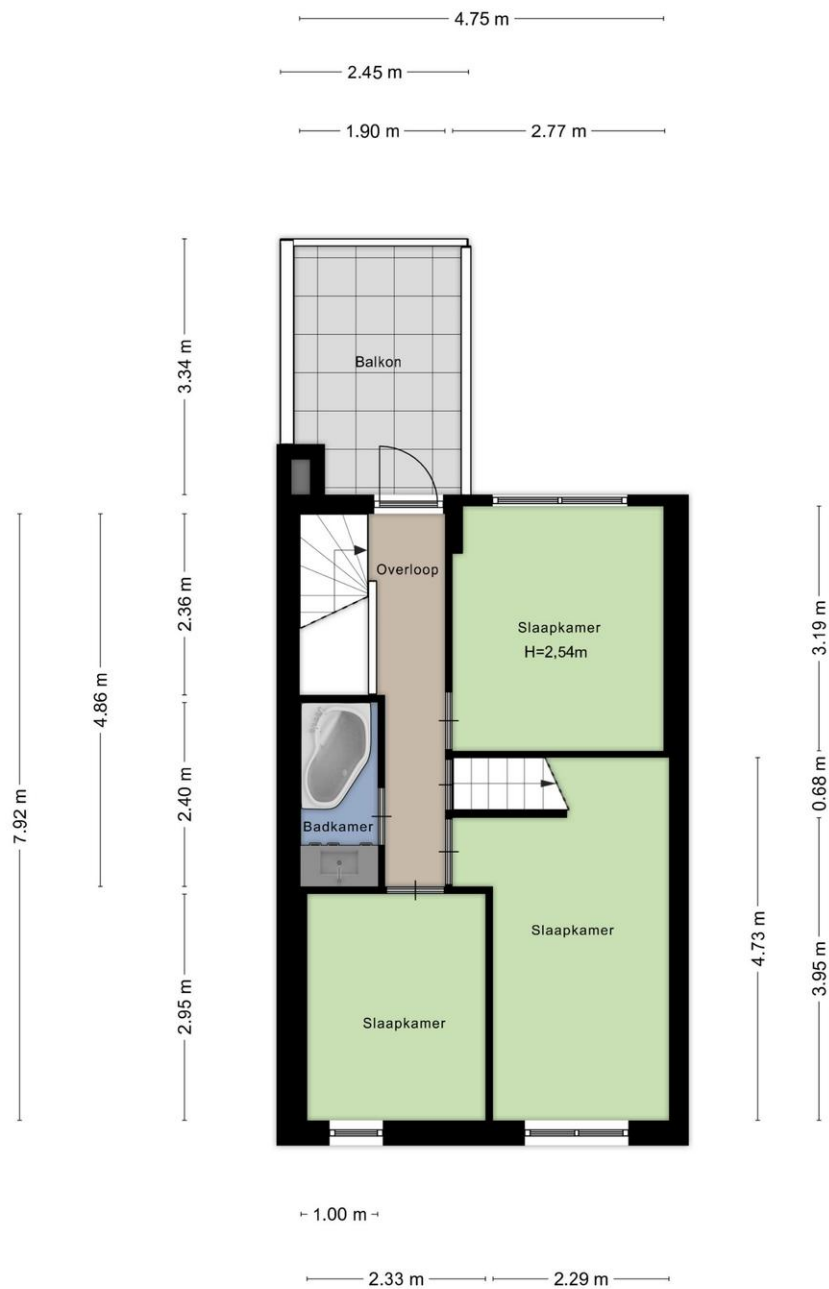 4.75 m
2.45 m
1.90 m
2.77 m
3.34 m
Balkon
Overloop
2.36 m
Slaapkamer
H=2,54m
3.19 m
4.86 m
7.92 m
2.40 m
0.68 m
Badkamer
Slaapkamer
4.73 m
3.95 m
2.95 m
Slaapkamer
1.00 m
2.33 m
2.29 m